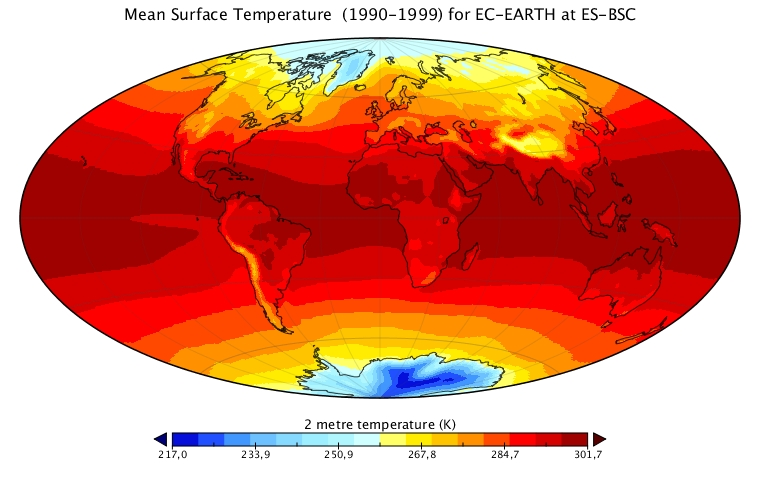 Mean Surface Temperature  (1990-1999) for EC-EARTH at ES-BSC
2 metre temperature (K)
217,0 233,9 250,9 267,8 284,7 301,7